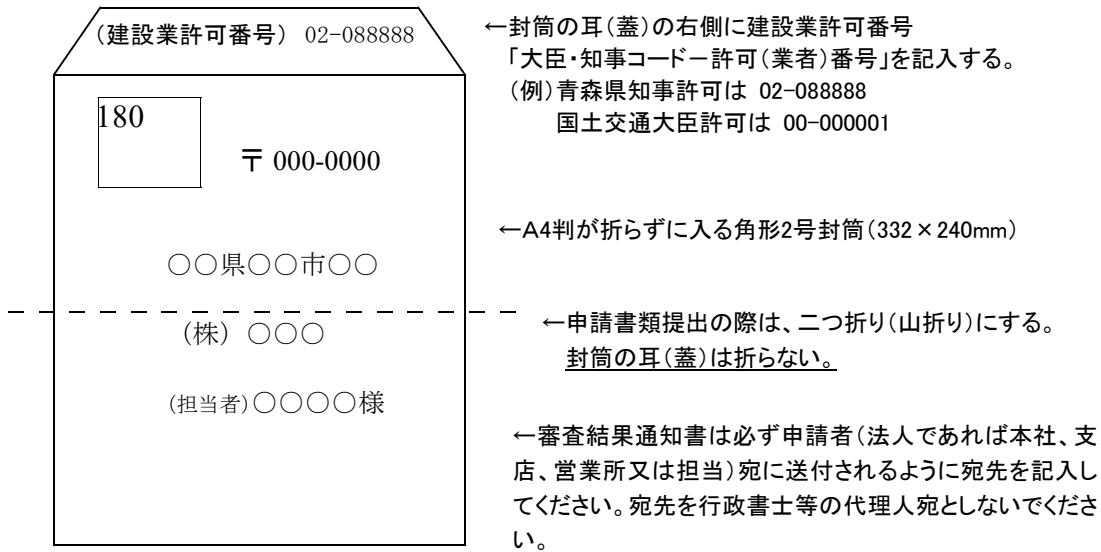 (建設業許可番号) 02-088888
←封筒の耳(蓋)の右側に建設業許可番号
「大臣・知事コード－許可(業者)番号」を記入する。
(例)青森県知事許可は 02-088888
国土交通大臣許可は 00-000001
180
〒 000-0000
←A4判が折らずに入る角形2号封筒(332×240mm)
○○県○○市○○
(株) ○○○
←申請書類提出の際は、二つ折り(山折り)にする。
封筒の耳(蓋)は折らない。
(担当者)○○○○様
←審査結果通知書は必ず申請者(法人であれば本社、支
店、営業所又は担当)宛に送付されるように宛先を記入し
てください。宛先を行政書士等の代理人宛としないでくださ
い。